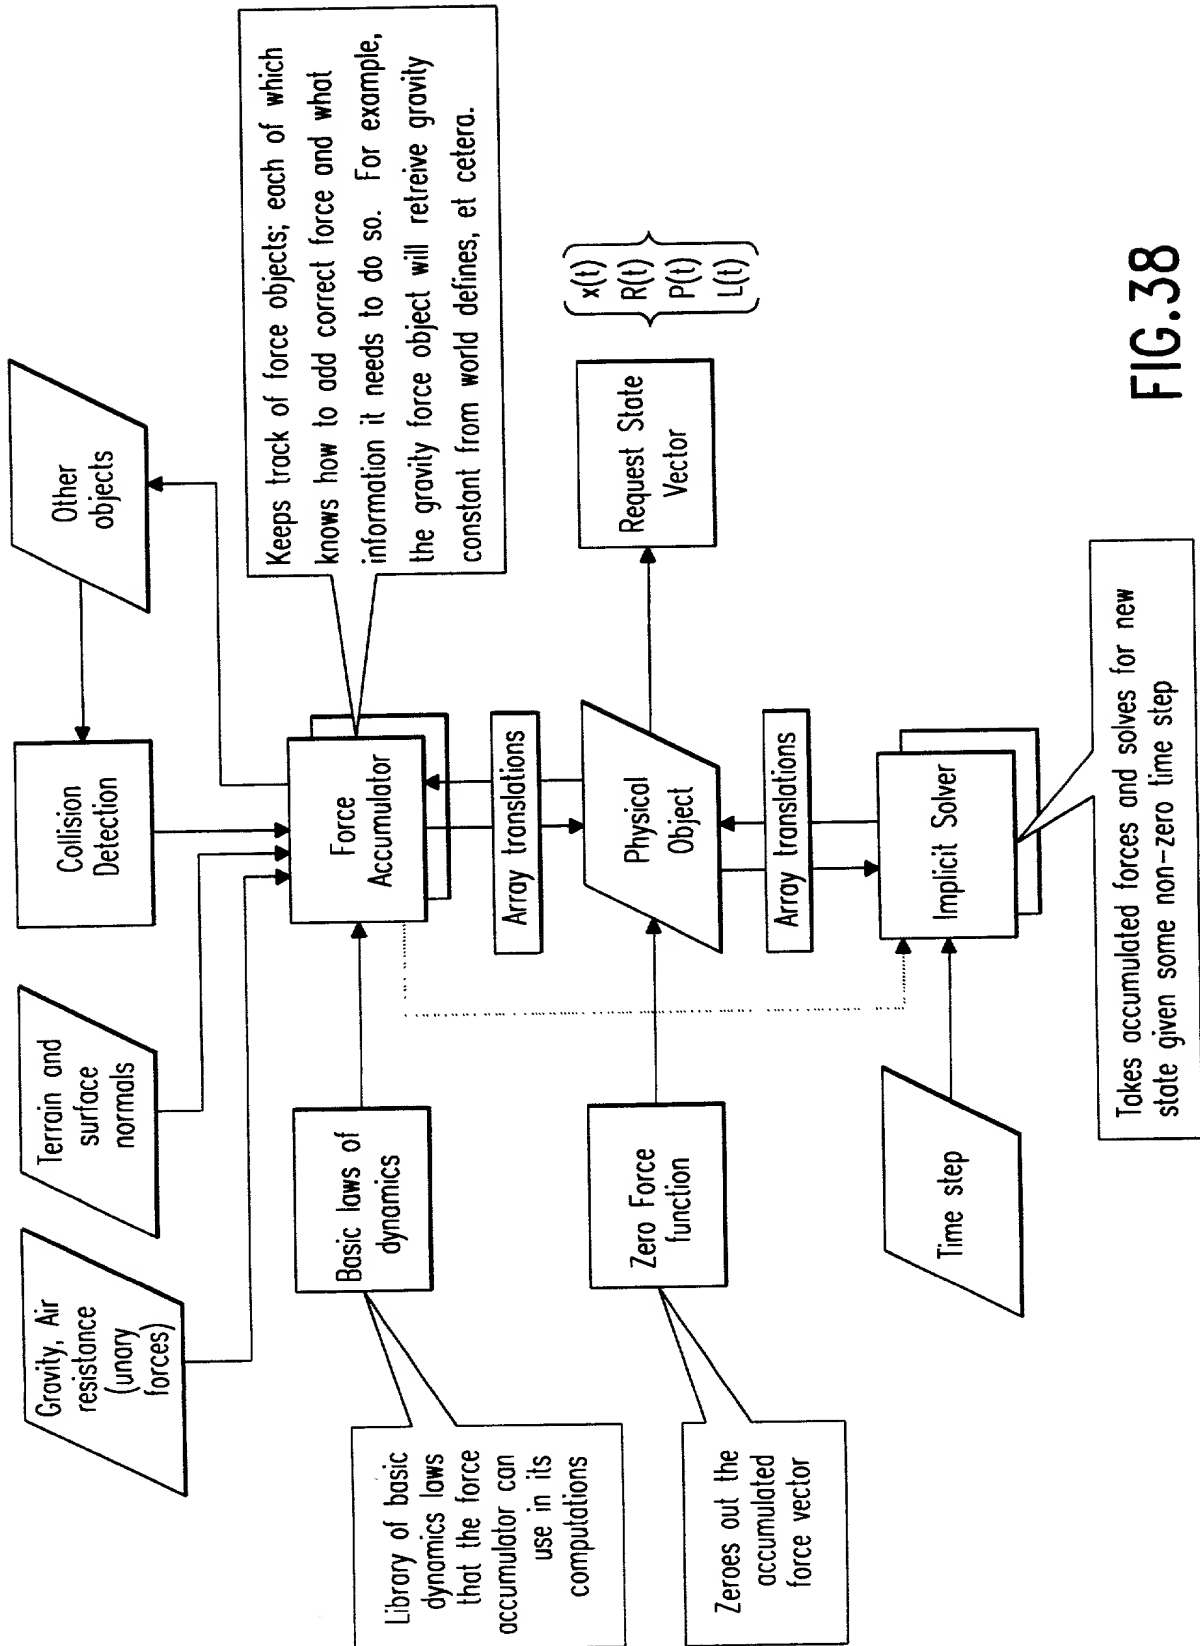 Gravity, Air
resistance
(unary
forces)
Terrain and
surface
normals
Collision
Detection
Other
objects
Library of basic
dynamics laws
that the force
accumulator can
use in its
computations
Basic laws of
dynamics
Force
Accumulator
Keeps track of force objects; each of which
knows how to add correct force and what
information it needs to do so. For example,
the gravity force object will retreive gravity
constant from world defines, et cetera.
Array translations
Zeroes out the
accumulated
force vector
Zero Force
function
Physical
Object
Request State
Vector
x(t)
R(t)
P(t)
L(t)
Array translations
Time step
Implicit Solver
Takes accumulated forces and solves for new
state given some non-zero time step
FIG.38